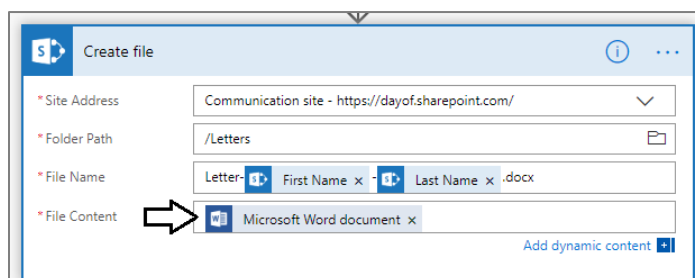 Create file
* Site Address Communication site - https://dayof.sharepoint.com/
* Folder Path /Letters
* File Name Letter- First Name × - Last Name × .docx
* File Content Microsoft Word document ×
Add dynamic content +